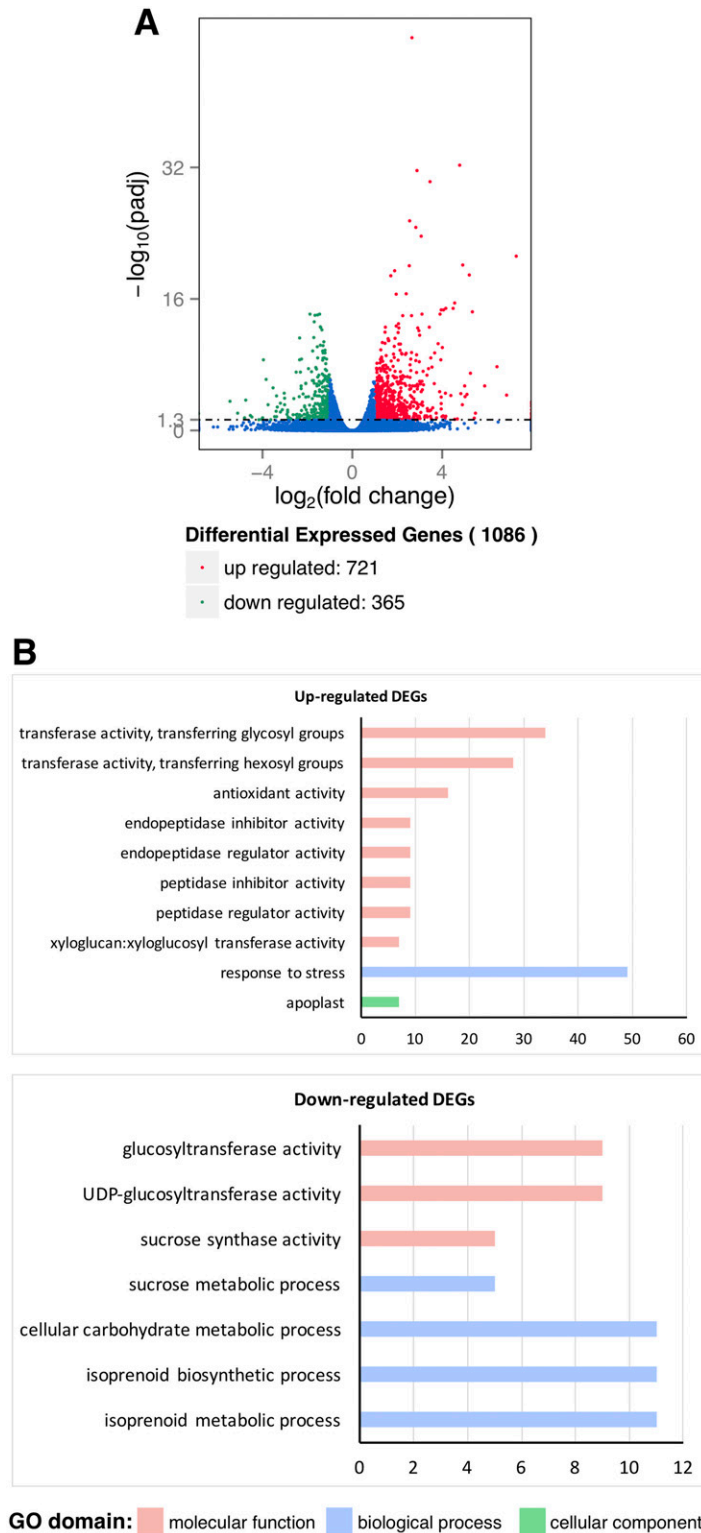 A
− log10(padj)
32
16
1.3
0
−4 0 4
log2(fold change)
Differential Expressed Genes ( 1086 )
up regulated: 721
down regulated: 365
B
Up-regulated DEGs
transferase activity, transferring glycosyl groups
transferase activity, transferring hexosyl groups
antioxidant activity
endopeptidase inhibitor activity
endopeptidase regulator activity
peptidase inhibitor activity
peptidase regulator activity
xyloglucan:xyloglucosyl transferase activity
response to stress
apoplast
0 10 20 30 40 50 60
Down-regulated DEGs
glucosyltransferase activity
UDP-glucosyltransferase activity
sucrose synthase activity
sucrose metabolic process
cellular carbohydrate metabolic process
isoprenoid biosynthetic process
isoprenoid metabolic process
0 2 4 6 8 10 12
GO domain: molecular function biological process cellular component